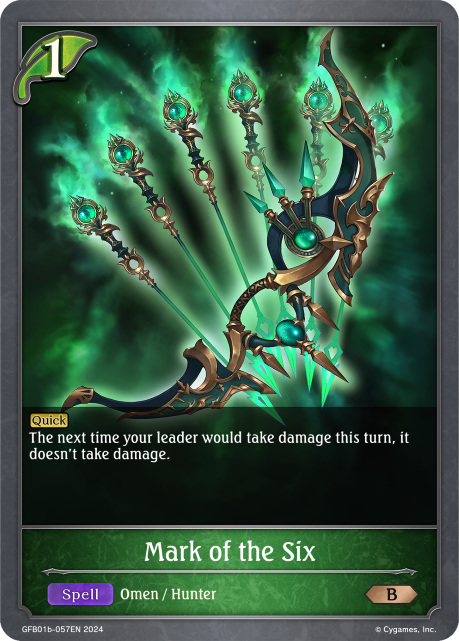 1
Quick
The next time your leader would take damage this turn, it
doesn't take damage.
Mark of the Six
Spell Omen / Hunter B
GFB01b-057EN 2024 © Cygames, Inc.